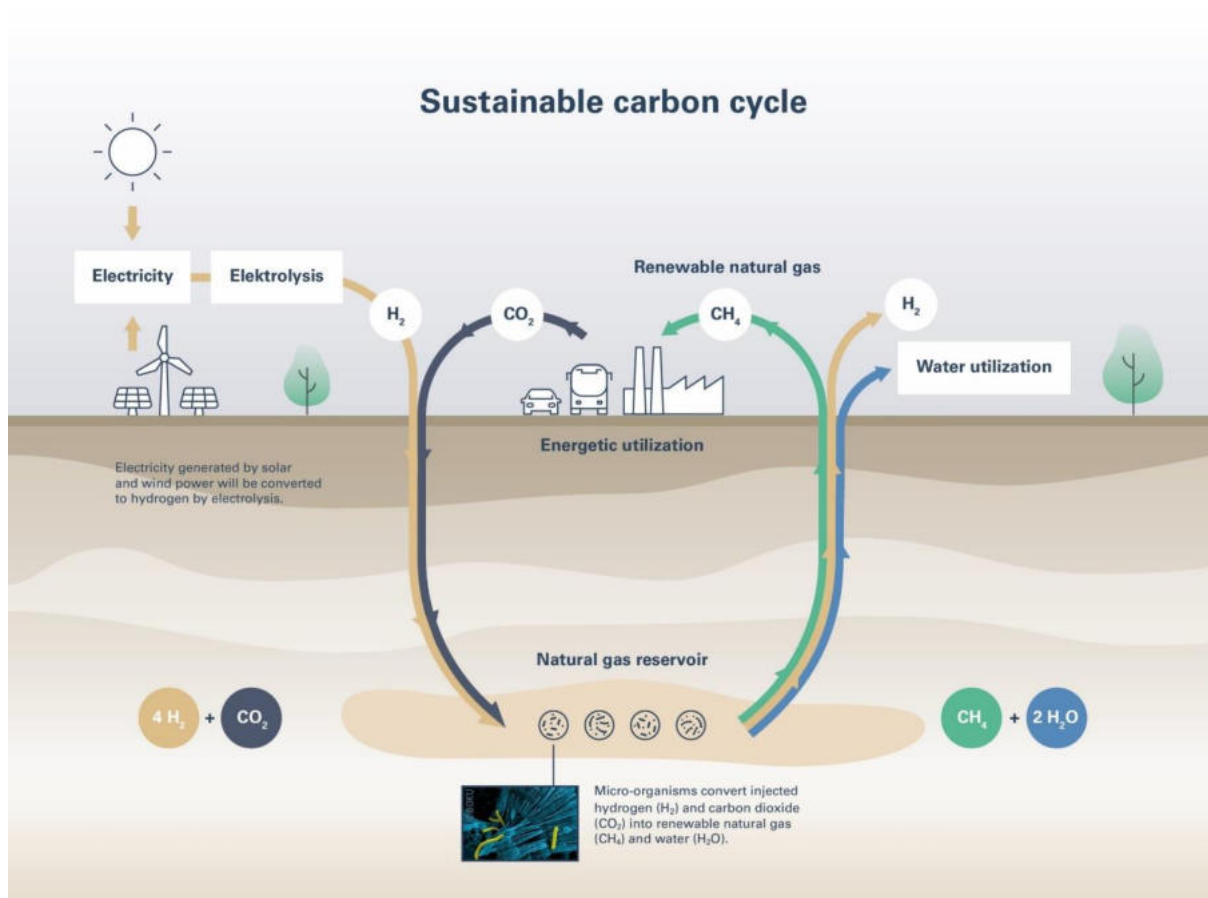 Sustainable carbon cycle
Electricity
Elektrolysis
H₂
CO₂
Renewable natural gas
CH₄
H₂
Water utilization
Energetic utilization
Electricity generated by solar
and wind power will be converted
to hydrogen by electrolysis.
Natural gas reservoir
4 H₂ + CO₂
CH₄ + 2 H₂O
BOKU
Micro-organisms convert injected
hydrogen (H₂) and carbon dioxide
(CO₂) into renewable natural gas
(CH₄) and water (H₂O).